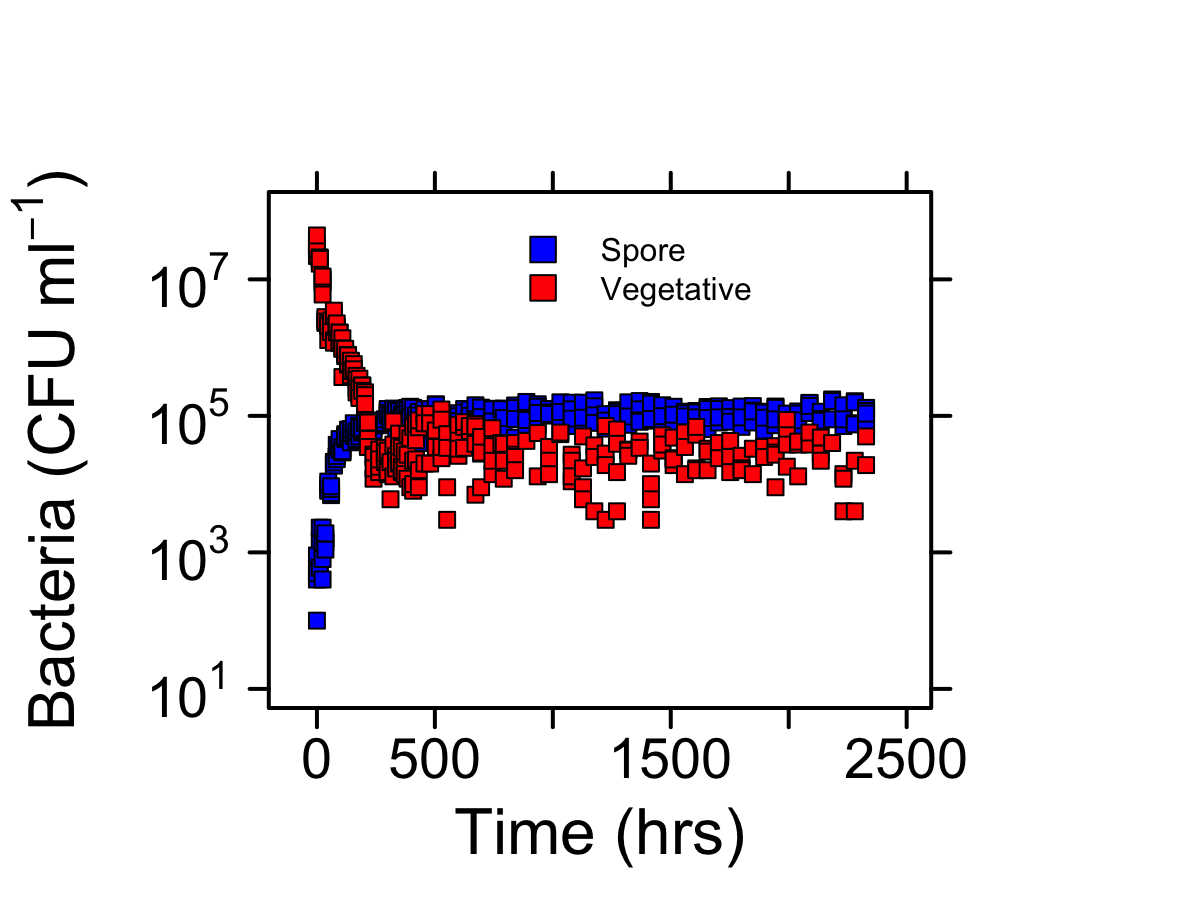 Bacteria (CFU ml⁻¹)
10⁷
10⁵
10³
10¹
Spore
Vegetative
0 500 1500 2500
Time (hrs)